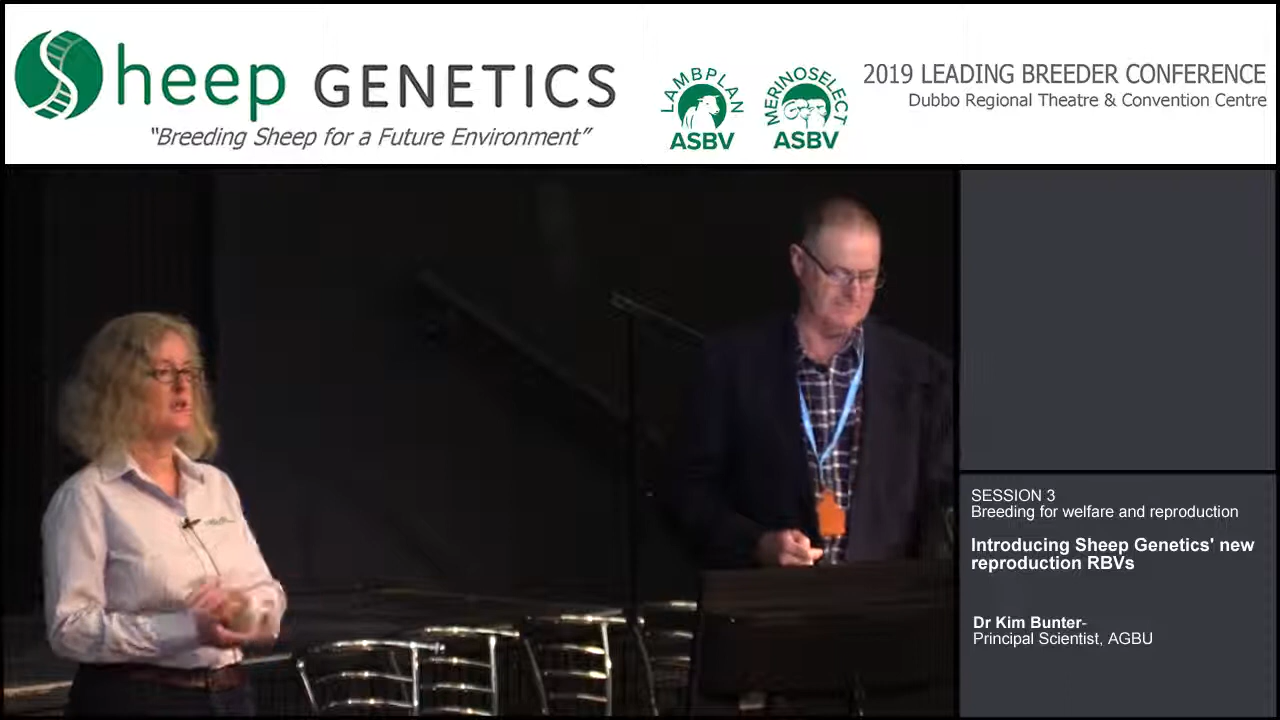 Sheep GENETICS
"Breeding Sheep for a Future Environment"
LAMBPLAN
ASBV
MERINOSELECT
ASBV
2019 LEADING BREEDER CONFERENCE
Dubbo Regional Theatre & Convention Centre
SESSION 3
Breeding for welfare and reproduction
Introducing Sheep Genetics' new
reproduction RBVs
Dr Kim Bunter-
Principal Scientist, AGBU